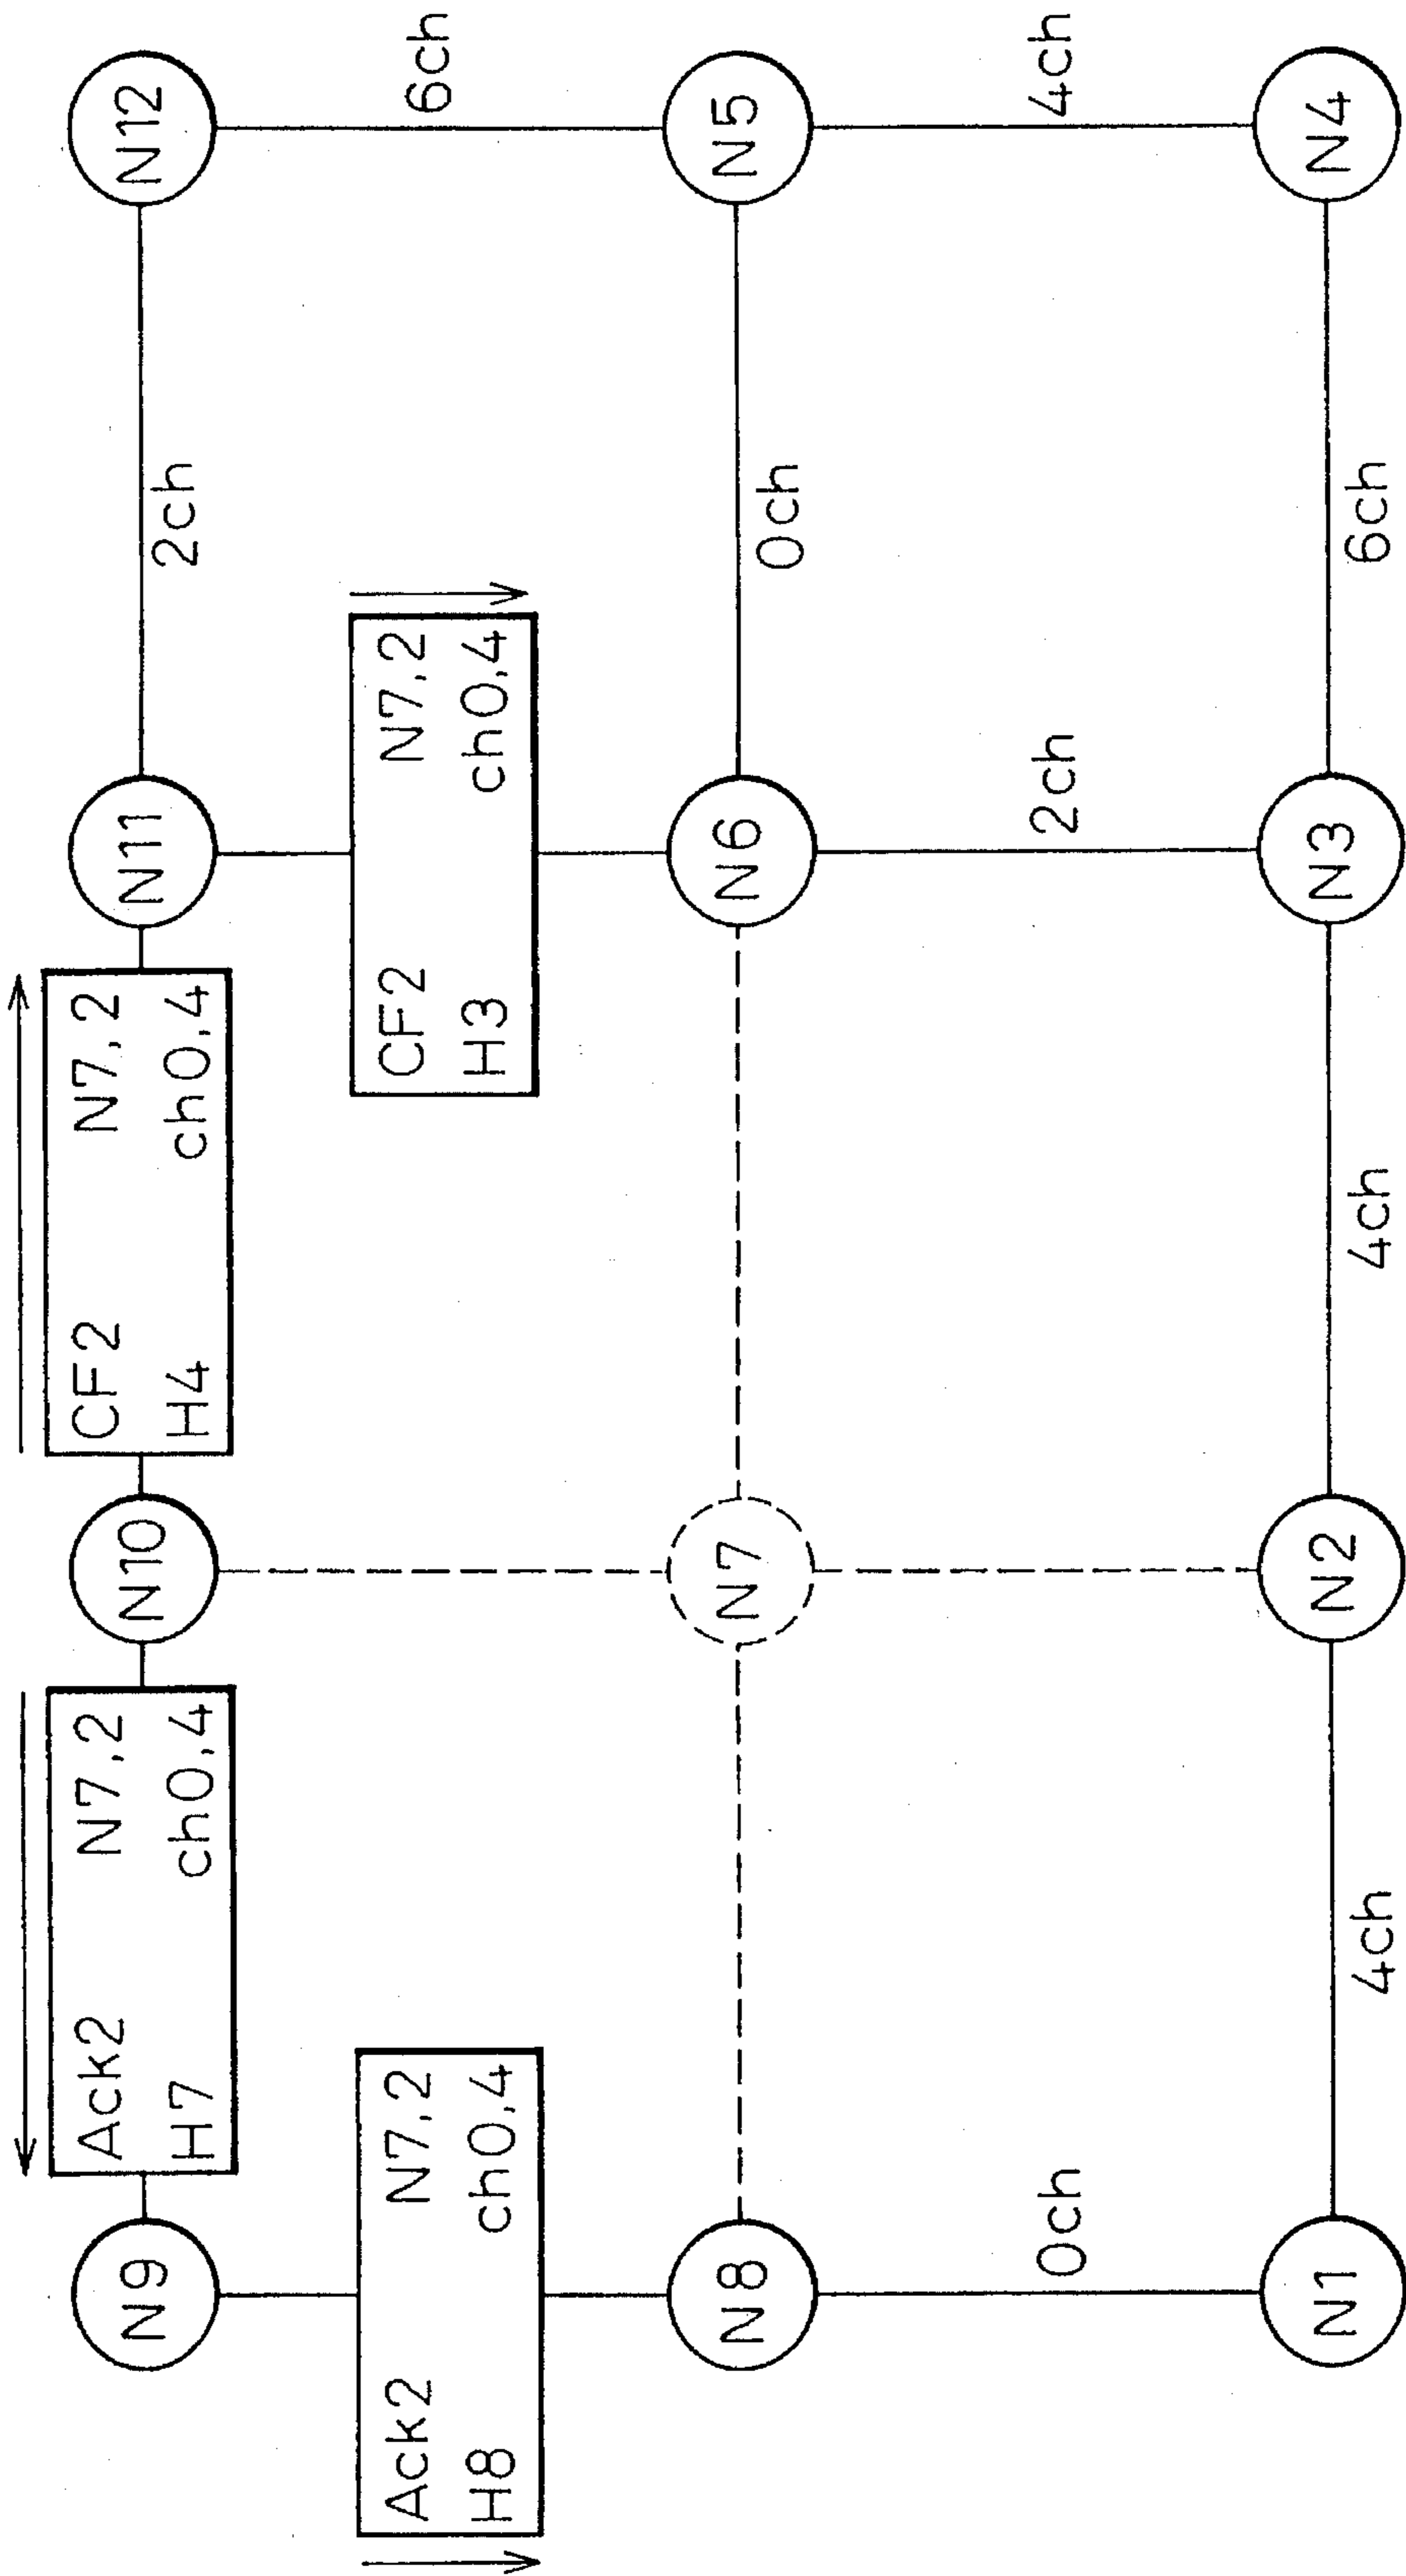 N9
Ack2 N7,2
H7 ch0,4
N10
CF2 N7,2
H4 ch0,4
N11
2ch
N12
Ack2 N7,2
H8 ch0,4
CF2 N7,2
H3 ch0,4
6ch
N8
N7
N6
0ch
N5
0ch
2ch
4ch
N1
4ch
N2
4ch
N3
6ch
N4